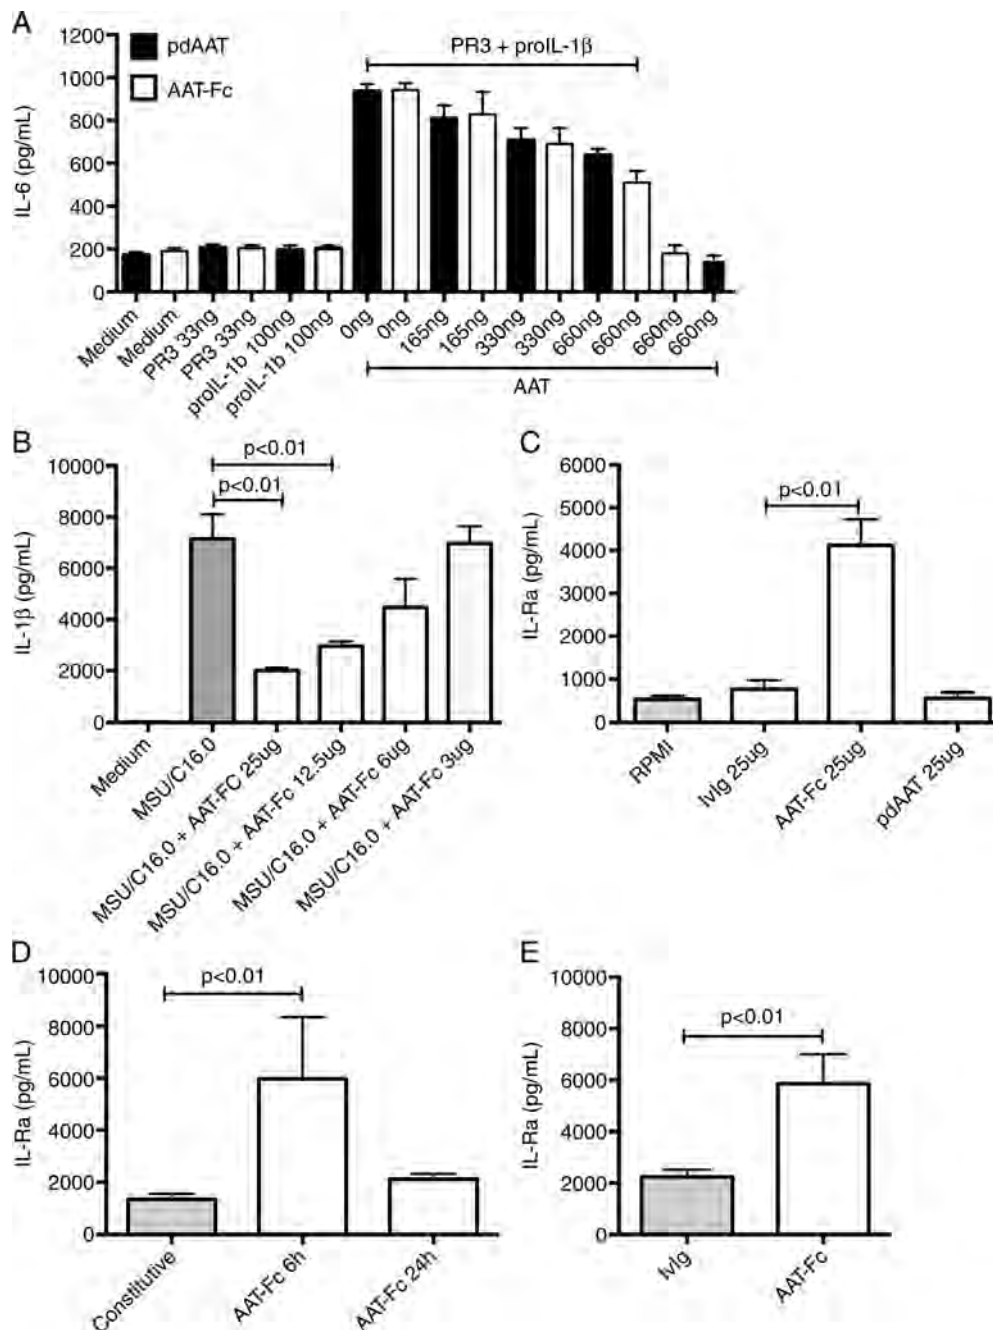 A
1200
1000
800
600
400
200
0
IL-6 (pg/mL)
pdAAT
AAT-Fc
PR3 + proIL-1β
Medium
Medium
PR3 33ng
PR3 33ng
proIL-1b 100ng
proIL-1b 100ng
0ng
0ng
165ng
165ng
330ng
330ng
660ng
660ng
660ng
660ng
AAT
B
10000
8000
6000
4000
2000
0
IL-1β (pg/mL)
p<0.01
p<0.01
Medium
MSU/C16.0
MSU/C16.0 + AAT-FC 25ug
MSU/C16.0 + AAT-Fc 12.5ug
MSU/C16.0 + AAT-Fc 6ug
MSU/C16.0 + AAT-Fc 3ug
C
6000
5000
4000
3000
2000
1000
0
IL-Ra (pg/mL)
p<0.01
RPMI
IvIg 25ug
AAT-Fc 25ug
pdAAT 25ug
D
10000
8000
6000
4000
2000
0
IL-Ra (pg/mL)
p<0.01
Constitutive
AAT-Fc 6h
AAT-Fc 24h
E
10000
8000
6000
4000
2000
0
IL-Ra (pg/mL)
p<0.01
IvIg
AAT-Fc